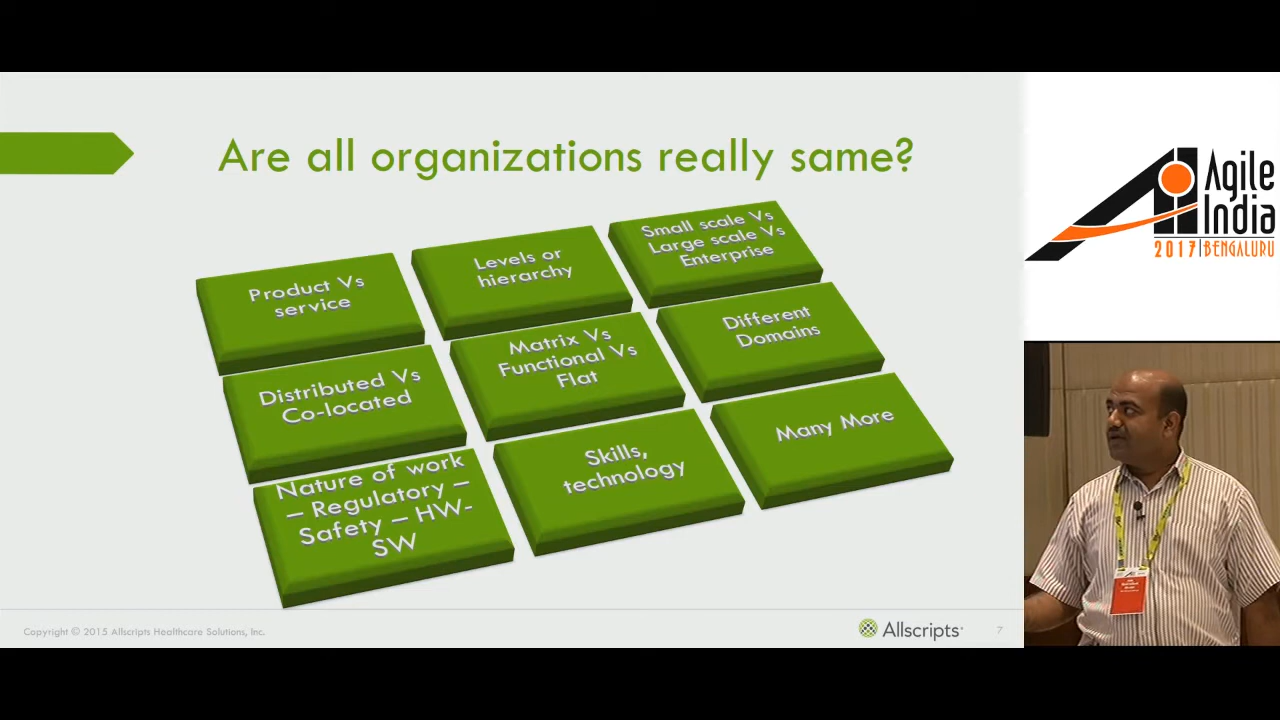 Are all organizations really same?
Product Vs
service
Levels or
hierarchy
Small scale Vs
Large scale Vs
Enterprise
Distributed Vs
Co-located
Matrix Vs
Functional Vs
Flat
Different
Domains
Nature of work
– Regulatory –
Safety – HW-
SW
Skills,
technology
Many More
Copyright © 2015 Allscripts Healthcare Solutions, Inc.
Allscripts
7
Agile
India
2017 | BENGALURU